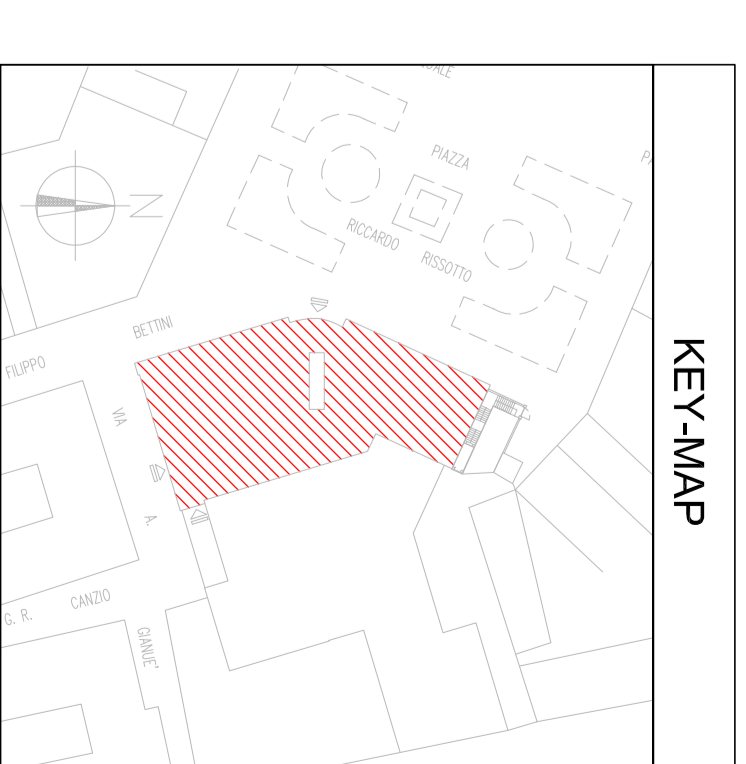 KEY-MAP
PIAZZA
RICCARDO RISSOTTO
N
FILIPPO BETTINI
VIA A. GIANUE'
G. R. CANZIO